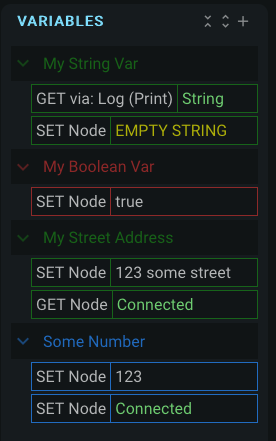 VARIABLES
My String Var
GET via: Log (Print) String
SET Node EMPTY STRING
My Boolean Var
SET Node true
My Street Address
SET Node 123 some street
GET Node Connected
Some Number
SET Node 123
SET Node Connected